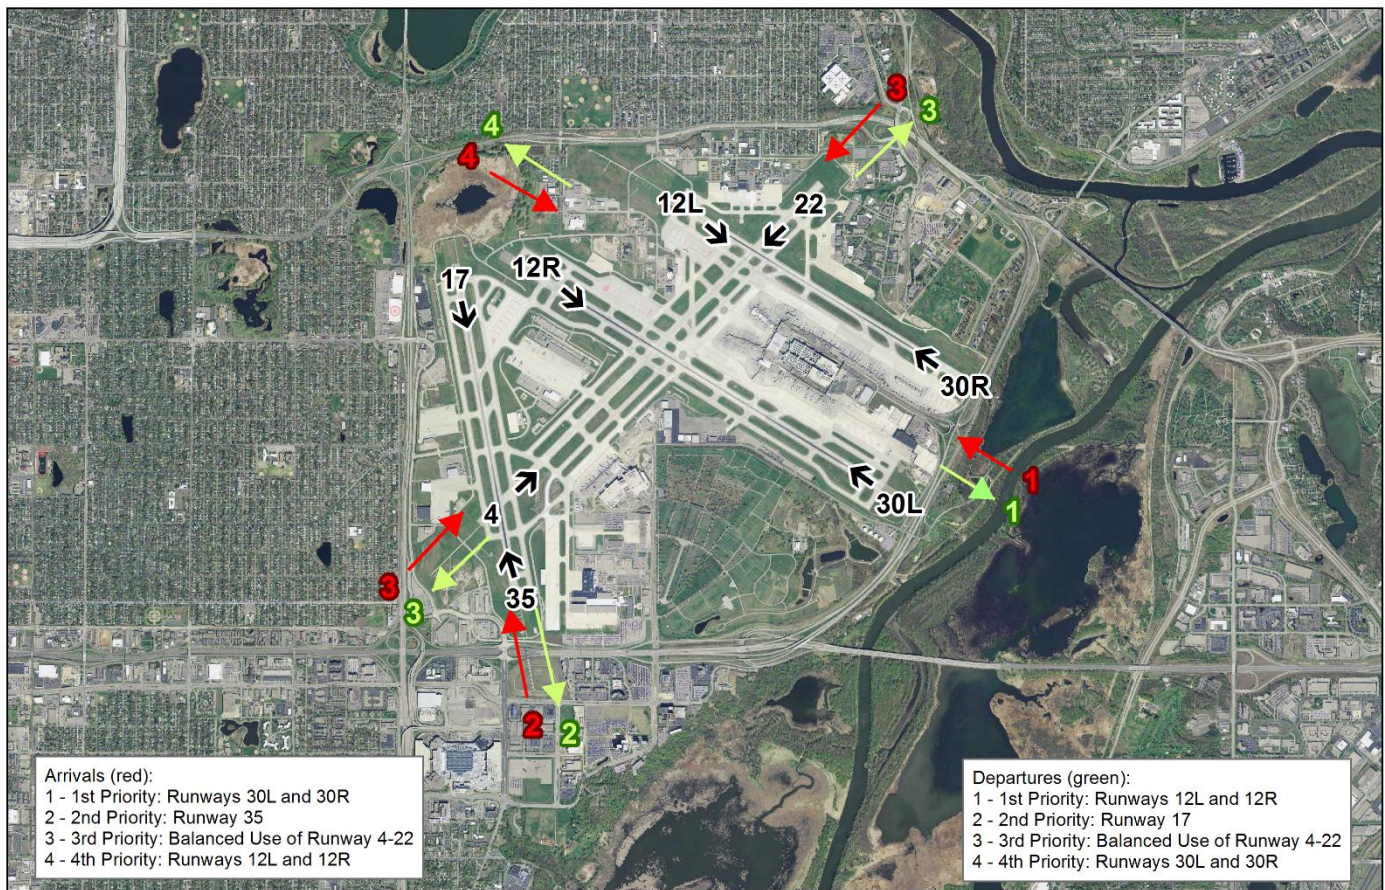 3
3
4
4
12L
22
12R
17
30R
1
30L
4
1
3
3
35
2
2
Arrivals (red):
1 - 1st Priority: Runways 30L and 30R
2 - 2nd Priority: Runway 35
3 - 3rd Priority: Balanced Use of Runway 4-22
4 - 4th Priority: Runways 12L and 12R
Departures (green):
1 - 1st Priority: Runways 12L and 12R
2 - 2nd Priority: Runway 17
3 - 3rd Priority: Balanced Use of Runway 4-22
4 - 4th Priority: Runways 30L and 30R